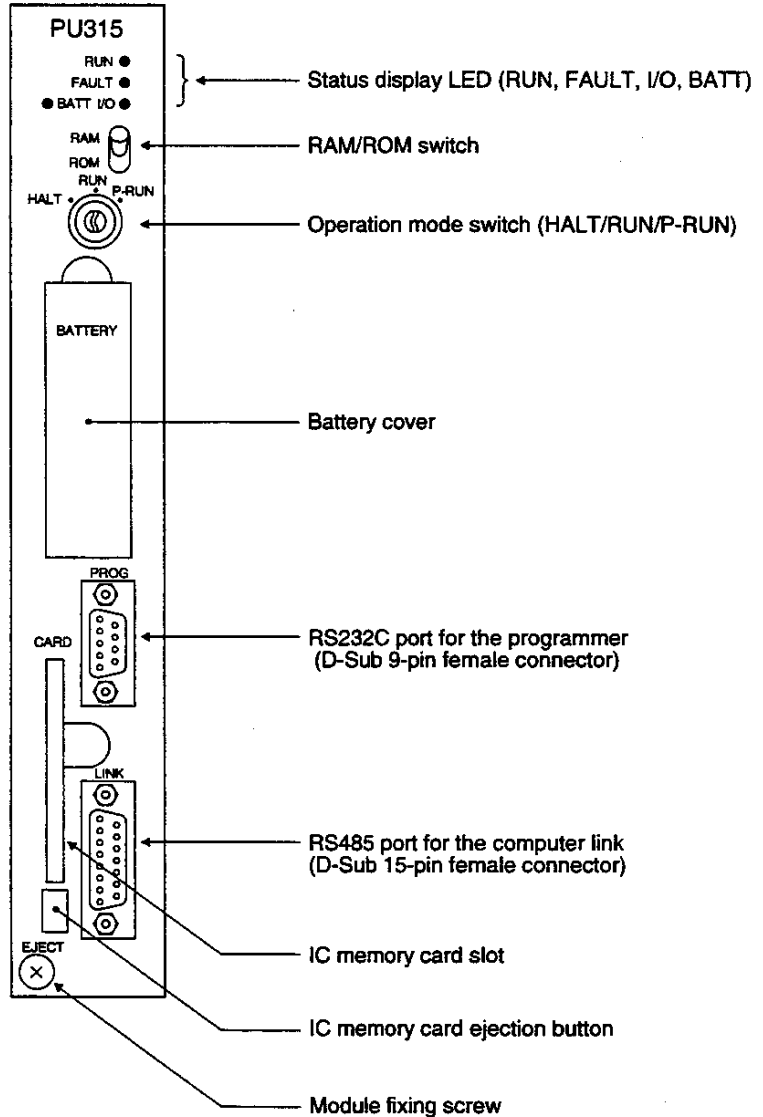 PU315
RUN
FAULT
BATT I/O
Status display LED (RUN, FAULT, I/O, BATT)
RAM
ROM
RAM/ROM switch
RUN
HALT
P-RUN
Operation mode switch (HALT/RUN/P-RUN)
BATTERY
Battery cover
PROG
RS232C port for the programmer
(D-Sub 9-pin female connector)
CARD
LINK
RS485 port for the computer link
(D-Sub 15-pin female connector)
EJECT
IC memory card slot
IC memory card ejection button
Module fixing screw